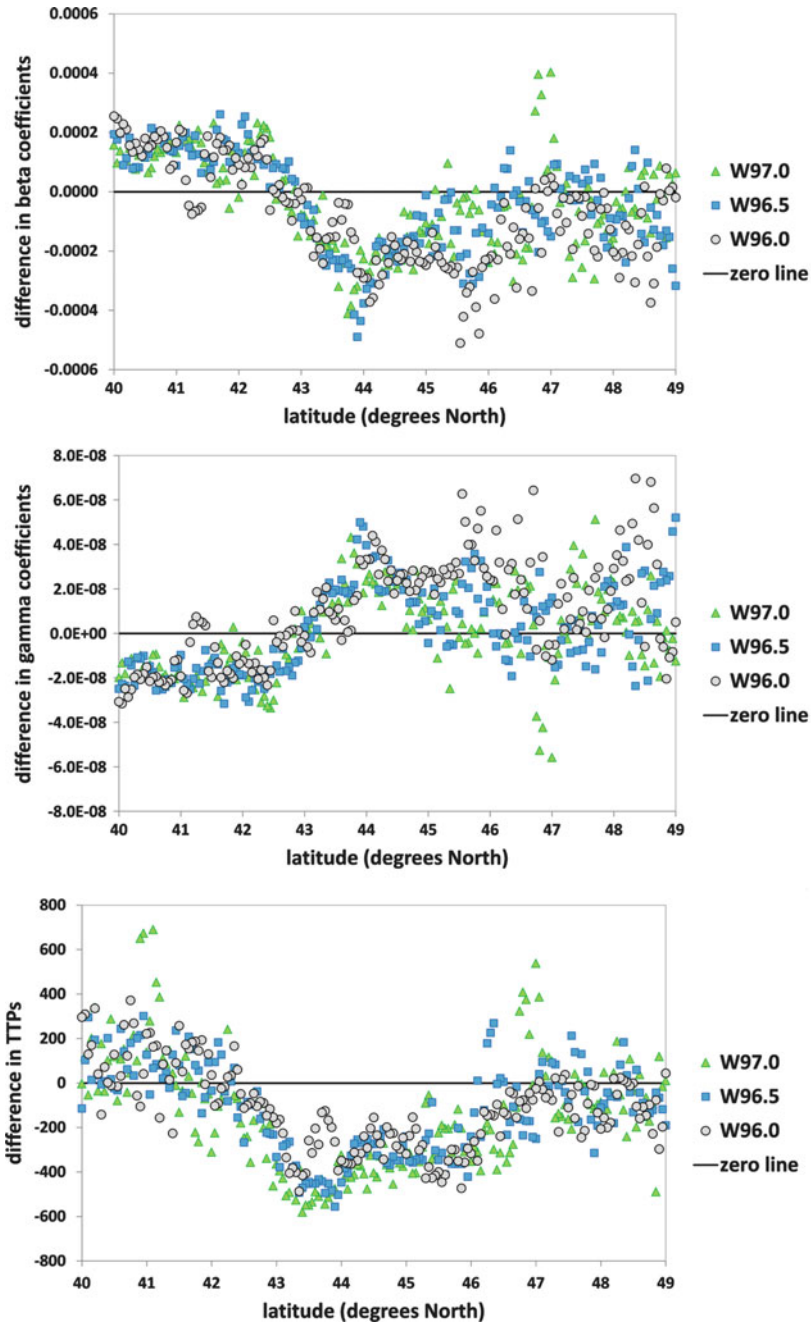 0.0006
0.0004
0.0002
0.0000
-0.0002
-0.0004
-0.0006
difference in beta coefficients
40 41 42 43 44 45 46 47 48 49
latitude (degrees North)
W97.0
W96.5
W96.0
zero line
8.0E-08
6.0E-08
4.0E-08
2.0E-08
0.0E+00
-2.0E-08
-4.0E-08
-6.0E-08
-8.0E-08
difference in gamma coefficients
40 41 42 43 44 45 46 47 48 49
latitude (degrees North)
W97.0
W96.5
W96.0
zero line
800
600
400
200
0
-200
-400
-600
-800
difference in TTPs
40 41 42 43 44 45 46 47 48 49
latitude (degrees North)
W97.0
W96.5
W96.0
zero line